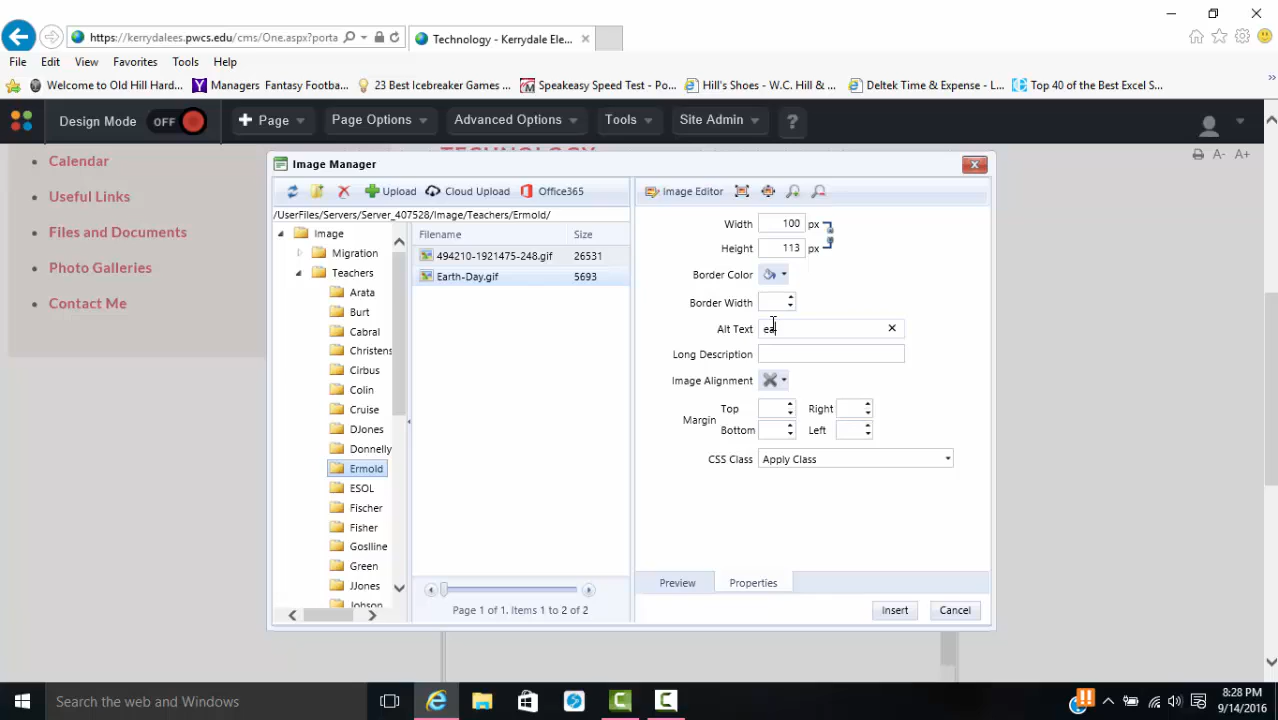 https://kerrydalees.pwcs.edu/cms/One.aspx?porta
Technology - Kerrydale Ele...
File Edit View Favorites Tools Help
Welcome to Old Hill Hard... Managers Fantasy Footba... 23 Best Icebreaker Games ... Speakeasy Speed Test - Po... Hill's Shoes - W.C. Hill & ... Deltek Time & Expense - L... Top 40 of the Best Excel S...
Design Mode OFF + Page Page Options Advanced Options Tools Site Admin ?
TECHNOLOGY
A- A+
Calendar
Useful Links
Files and Documents
Photo Galleries
Contact Me
Image Manager
Upload Cloud Upload Office365 Image Editor
/UserFiles/Servers/Server_407528/Image/Teachers/Ermold/
Image
Migration
Teachers
Arata
Burt
Cabral
Christens
Cirbus
Colin
Cruise
DJones
Donnelly
Ermold
ESOL
Fischer
Fisher
Goslline
Green
JJones
Johson
Filename Size
494210-1921475-248.gif 26531
Earth-Day.gif 5693
Page 1 of 1. Items 1 to 2 of 2
Width 100 px
Height 113 px
Border Color
Border Width
Alt Text ea
Long Description
Image Alignment
Margin Top Right
Bottom Left
CSS Class Apply Class
Preview Properties
Insert Cancel
Search the web and Windows
8:28 PM
9/14/2016